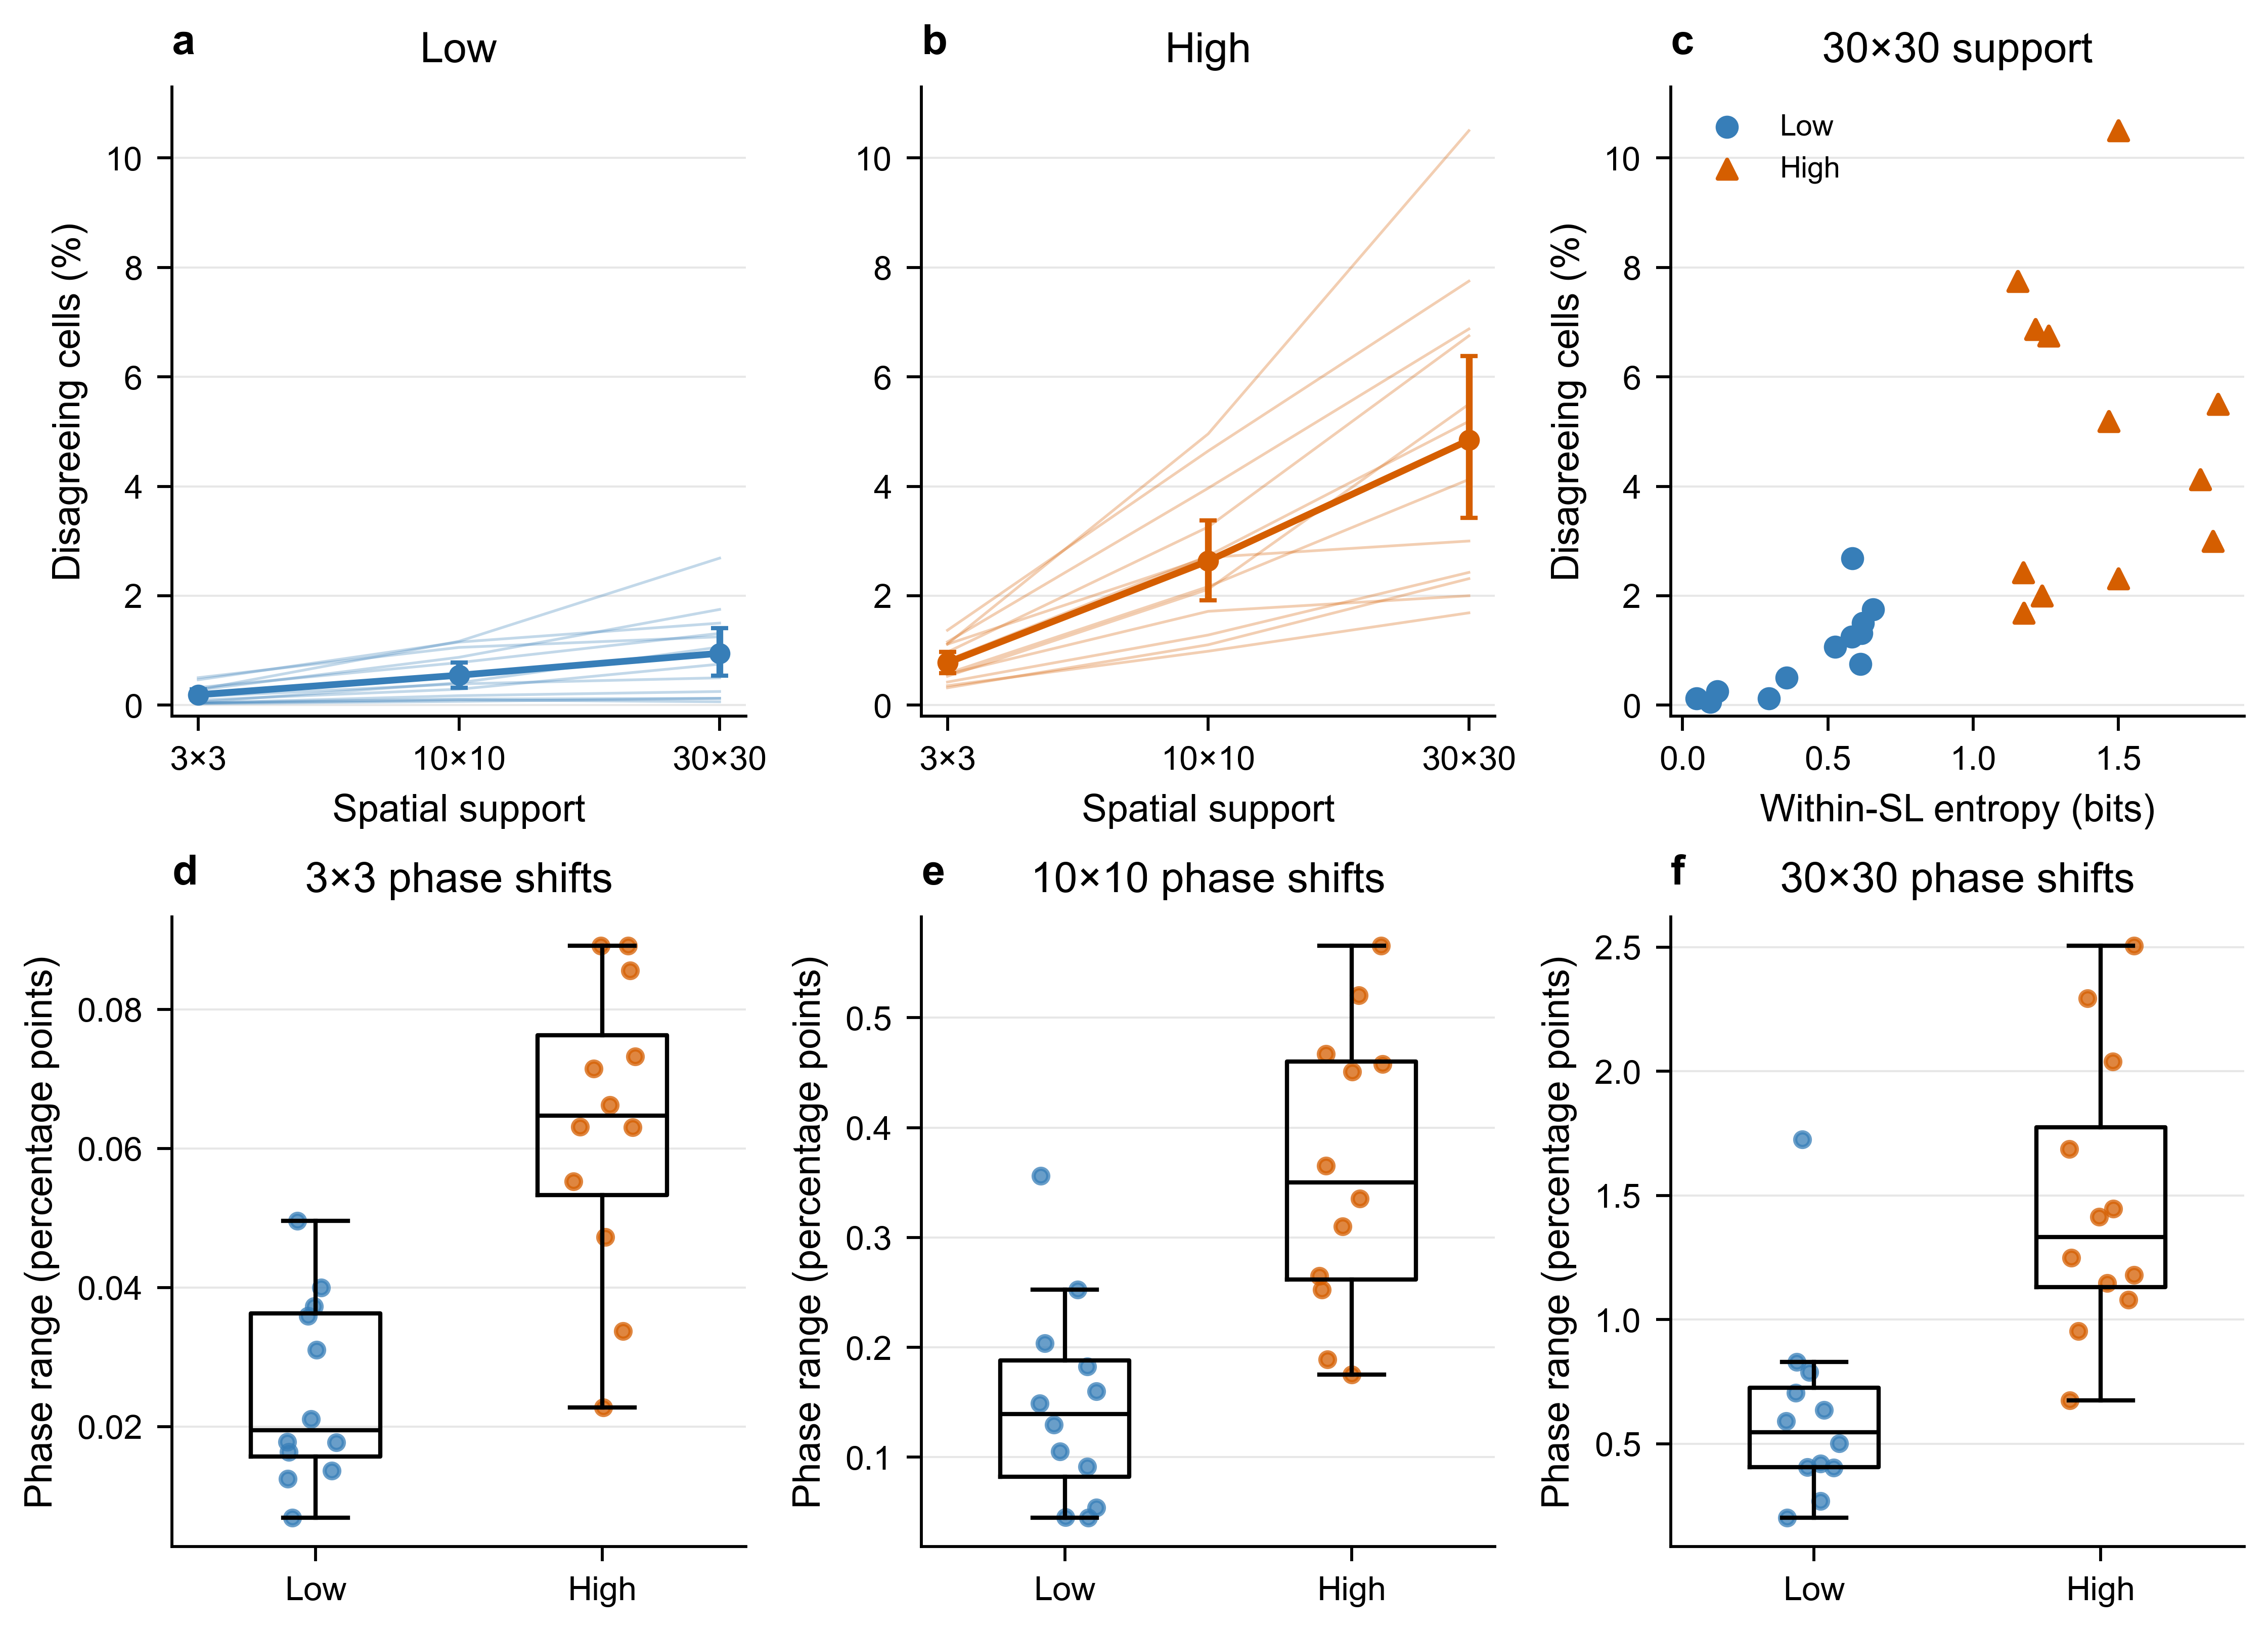 a
Low
Disagreeing cells (%)
10
8
6
4
2
0
3×3
10×10
30×30
Spatial support
b
High
10
8
6
4
2
0
3×3
10×10
30×30
Spatial support
c
30×30 support
Disagreeing cells (%)
Low
High
10
8
6
4
2
0
0.0
0.5
1.0
1.5
Within-SL entropy (bits)
d
3×3 phase shifts
Phase range (percentage points)
0.08
0.06
0.04
0.02
Low
High
e
10×10 phase shifts
Phase range (percentage points)
0.5
0.4
0.3
0.2
0.1
Low
High
f
30×30 phase shifts
Phase range (percentage points)
2.5
2.0
1.5
1.0
0.5
Low
High